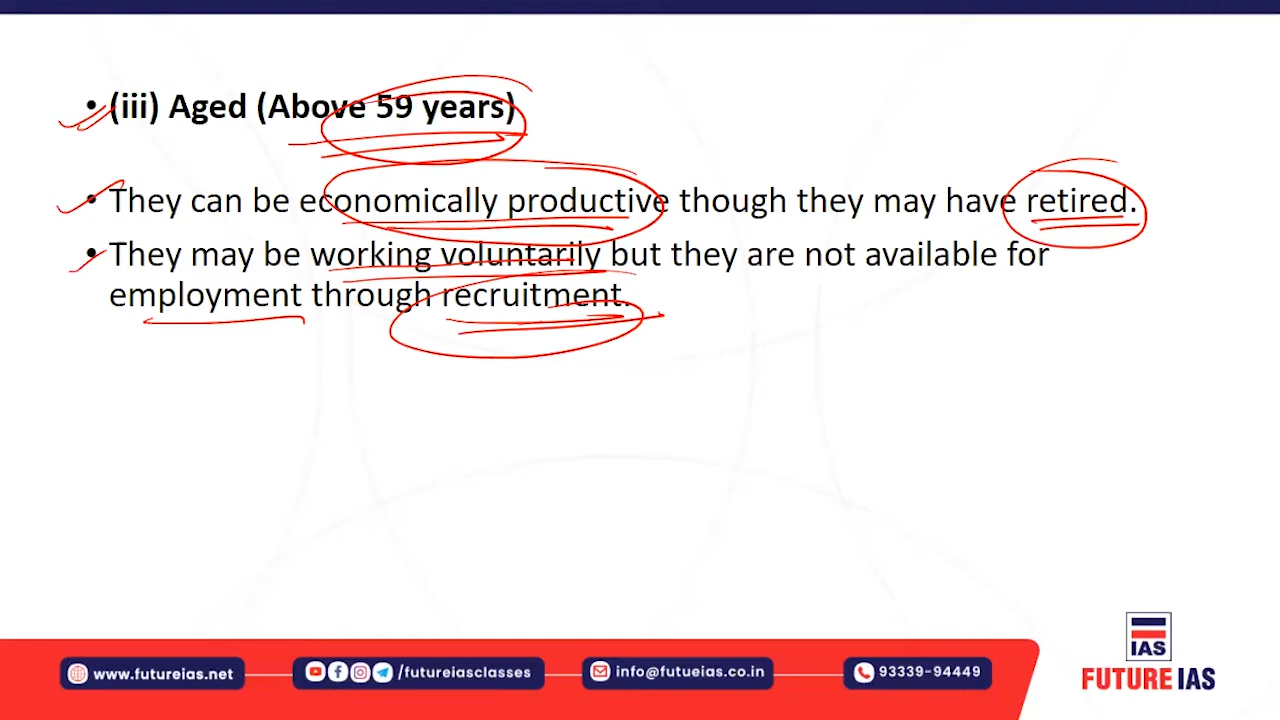 • (iii) Aged (Above 59 years)
• They can be economically productive though they may have retired.
• They may be working voluntarily but they are not available for
employment through recruitment.
IAS
www.futureias.net
/futureiasclasses
info@futueias.co.in
93339-94449
FUTURE IAS